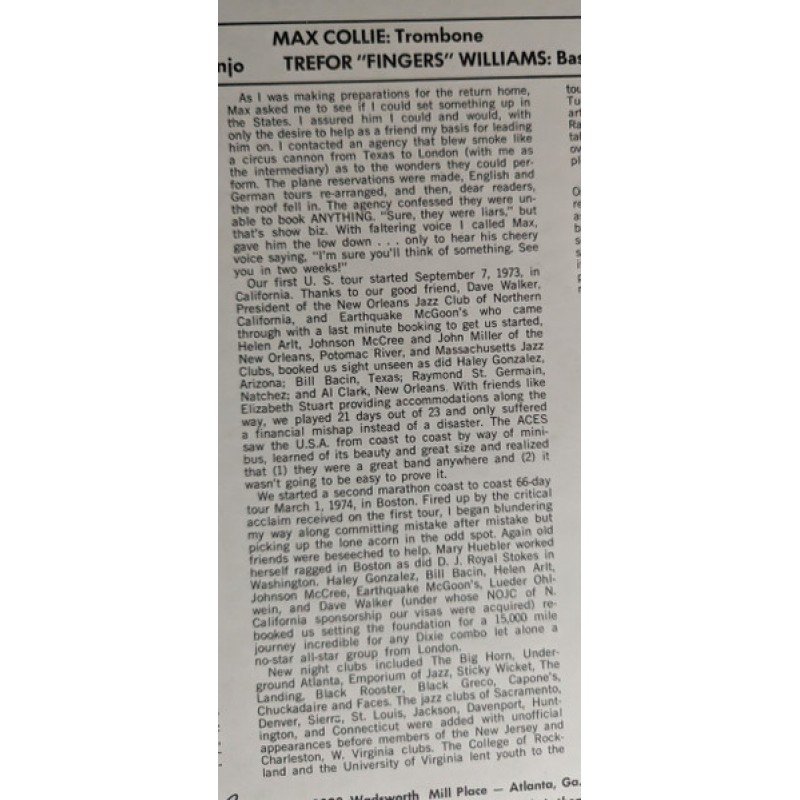 MAX COLLIE: Trombone
njo TREFOR "FINGERS" WILLIAMS: Bas
As I was making preparations for the return home,
Max asked me to see if I could set something up in
the States. I assured him I could and would, with
only the desire to help as a friend my basis for leading
him on. I contacted an agency that blew smoke like
a circus cannon from Texas to London (with me as
the intermediary) as to the wonders they could per-
form. The plane reservations were made, English and
German tours re-arranged, and then, dear readers,
the roof fell in. The agency confessed they were un-
able to book ANYTHING. "Sure, they were liars," but
that's show biz. With faltering voice I called Max,
gave him the low down . . . only to hear his cheery
voice saying, "I'm sure you'll think of something. See
you in two weeks!"
Our first U. S. tour started September 7, 1973, in
California. Thanks to our good friend, Dave Walker,
President of the New Orleans Jazz Club of Northern
California, and Earthquake McGoon's who came
through with a last minute booking to get us started,
Helen Arlt, Johnson McCree and John Miller of the
New Orleans, Potomac River, and Massachusetts Jazz
Clubs, booked us sight unseen as did Haley Gonzalez,
Arizona; Bill Bacin, Texas; Raymond St. Germain,
Natchez; and Al Clark, New Orleans. With friends like
Elizabeth Stuart providing accommodations along the
way, we played 21 days out of 23 and only suffered
a financial mishap instead of a disaster. The ACES
saw the U.S.A. from coast to coast by way of mini-
bus, learned of its beauty and great size and realized
that (1) they were a great band anywhere and (2) it
wasn't going to be easy to prove it.
We started a second marathon coast to coast 66-day
tour March 1, 1974, in Boston. Fired up by the critical
acclaim received on the first tour, I began blundering
my way along committing mistake after mistake but
picking up the lone acorn in the odd spot. Again old
friends were beseeched to help. Mary Huebler worked
herself ragged in Boston as did D. J. Royal Stokes in
Washington. Haley Gonzalez, Bill Bacin, Helen Arlt,
Johnson McCree, Earthquake McGoon's, Lueder Ohl-
wein, and Dave Walker (under whose NOJC of N.
California sponsorship our visas were acquired) re-
booked us setting the foundation for a 15,000 mile
journey incredible for any Dixie combo let alone a
no-star all-star group from London.
New night clubs included The Big Horn, Under-
ground Atlanta, Emporium of Jazz, Sticky Wicket, The
Landing, Black Rooster, Black Greco, Capone's,
Chuckadaire and Faces. The jazz clubs of Sacramento,
Denver, Sierra, St. Louis, Jackson, Davenport, Hunt-
ington, and Connecticut were added with unofficial
appearances before members of the New Jersey and
Charleston, W. Virginia clubs. The College of Rock-
land and the University of Virginia lent youth to the
Wadsworth Mill Place — Atlanta, Ga.